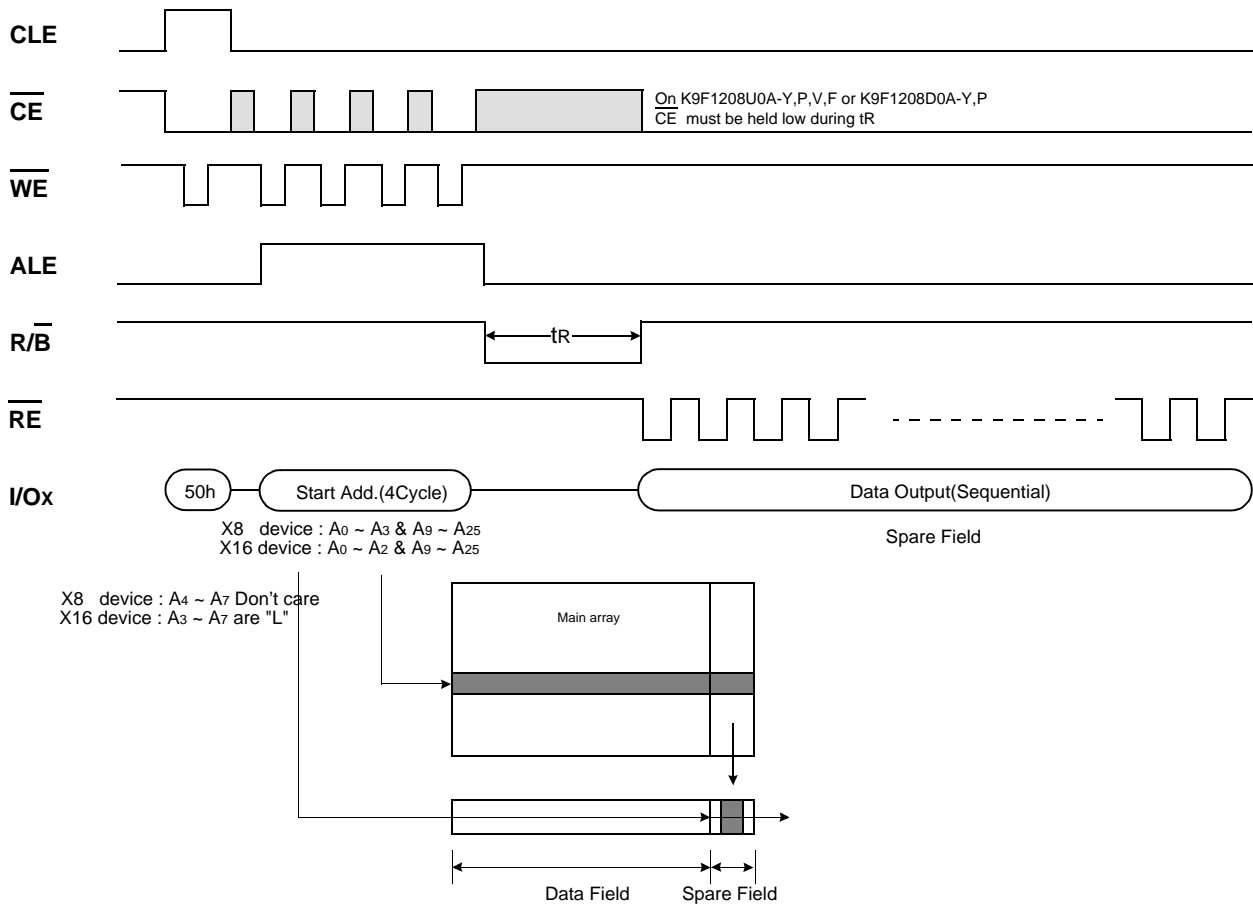 CLE
CE
On K9F1208U0A-Y,P,V,F or K9F1208D0A-Y,P
CE must be held low during tR
WE
ALE
R/B
tR
RE
I/Ox
50h
Start Add.(4Cycle)
Data Output(Sequential)
X8 device : A0 ~ A3 & A9 ~ A25
X16 device : A0 ~ A2 & A9 ~ A25
Spare Field
X8 device : A4 ~ A7 Don't care
X16 device : A3 ~ A7 are "L"
Main array
Data Field
Spare Field